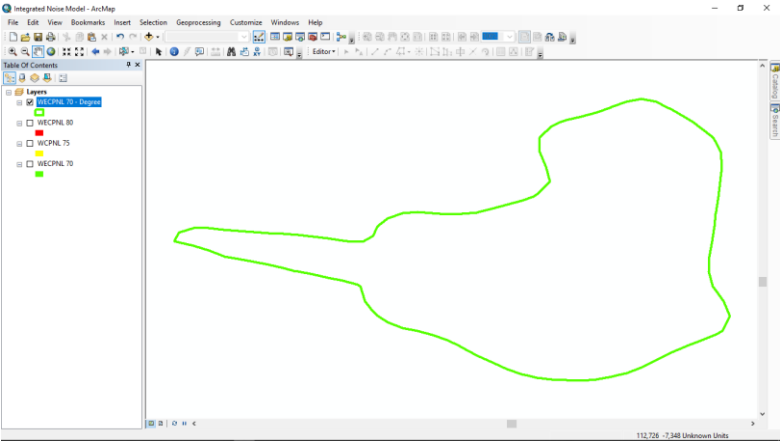 Integrated Noise Model - ArcMap
File Edit View Bookmarks Insert Selection Geoprocessing Customize Windows Help
Editor
Table Of Contents
Layers
WECPNL 70 - Degree
WECPNL 80
WCPNL 75
WECPNL 70
Catalog
Search
112,726 -7,348 Unknown Units